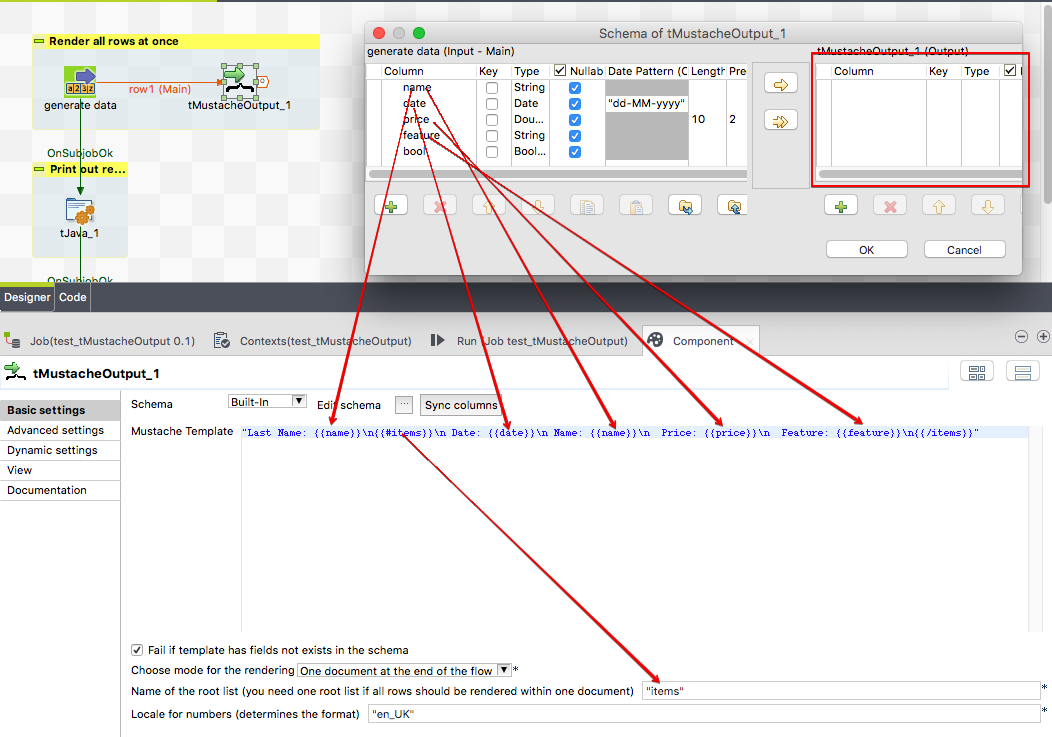 Render all rows at once
generate data
row1 (Main)
tMustacheOutput_1
OnSubjobOk
Print out re...
tJava_1
OnSubjobOk
Schema of tMustacheOutput_1
generate data (Input - Main)
Column Key Type Nullab Date Pattern (C Length Pre
name String
date Date "dd-MM-yyyy"
price Dou... 10 2
feature String
bool Bool...
tMustacheOutput_1 (Output)
Column Key Type
OK Cancel
Designer Code
Job(test_tMustacheOutput 0.1) Contexts(test_tMustacheOutput) Run (Job test_tMustacheOutput) Component
tMustacheOutput_1
Basic settings
Advanced settings
Dynamic settings
View
Documentation
Schema Built-In Edit schema ... Sync columns
Mustache Template "Last Name: {{name}}\n{{#items}}\n Date: {{date}}\n Name: {{name}}\n  Price: {{price}}\n  Feature: {{feature}}\n{{/items}}"
Fail if template has fields not exists in the schema
Choose mode for the rendering One document at the end of the flow *
Name of the root list (you need one root list if all rows should be rendered within one document) "items" *
Locale for numbers (determines the format) "en_UK" *